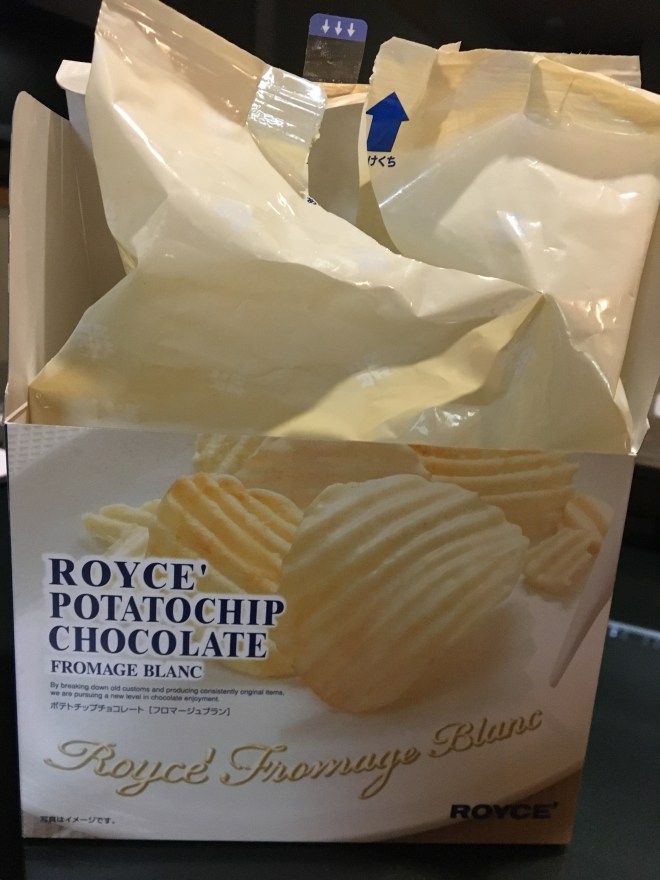 けくち
ROYCE'
POTATOCHIP
CHOCOLATE
FROMAGE BLANC
By breaking down old customs and producing consistently original items,
we are pursuing a new level in chocolate enjoyment.
ポテトチップチョコレート［フロマージュブラン］
Royce' Fromage Blanc
ROYCE'
写真はイメージです。